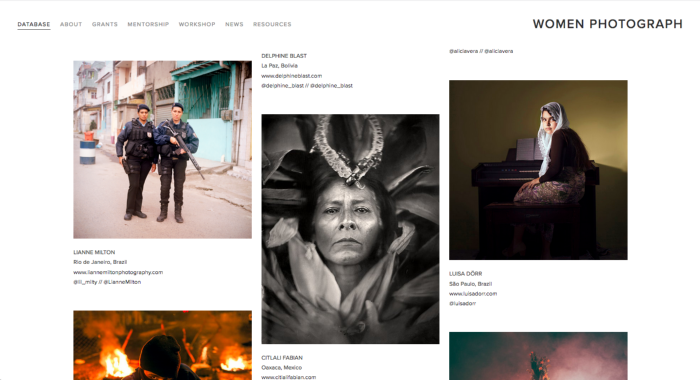 DATABASE ABOUT GRANTS MENTORSHIP WORKSHOP NEWS RESOURCES
WOMEN PHOTOGRAPH
LIANNE MILTON
Rio de Janeiro, Brazil
www.liannemiltonphotography.com
@lil_milty // @LianneMilton
DELPHINE BLAST
La Paz, Bolivia
www.delphineblast.com
@delphine_blast // @delphine_blast
CITLALI FABIAN
Oaxaca, Mexico
www.citlalifabian.com
@aliciavera // @aliciavera
LUISA DÖRR
São Paulo, Brazil
www.luisadorr.com
@luisadorr